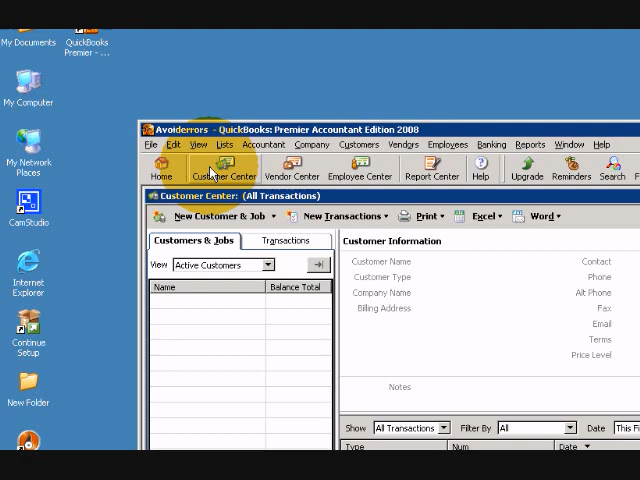 My Documents
QuickBooks
Premier - ...
My Computer
My Network
Places
CamStudio
Internet
Explorer
Continue
Setup
New Folder
Avoiderrors - QuickBooks: Premier Accountant Edition 2008
File Edit View Lists Accountant Company Customers Vendors Employees Banking Reports Window Help
Home Customer Center Vendor Center Employee Center Report Center Help Upgrade Reminders Search F
Customer Center: (All Transactions)
New Customer & Job New Transactions Print Excel Word
Customers & Jobs Transactions
View Active Customers
Name Balance Total
Customer Information
Customer Name Contact
Customer Type Phone
Company Name Alt Phone
Billing Address Fax
Email
Terms
Price Level
Notes
Show All Transactions Filter By All Date This Fi
Type Num Date